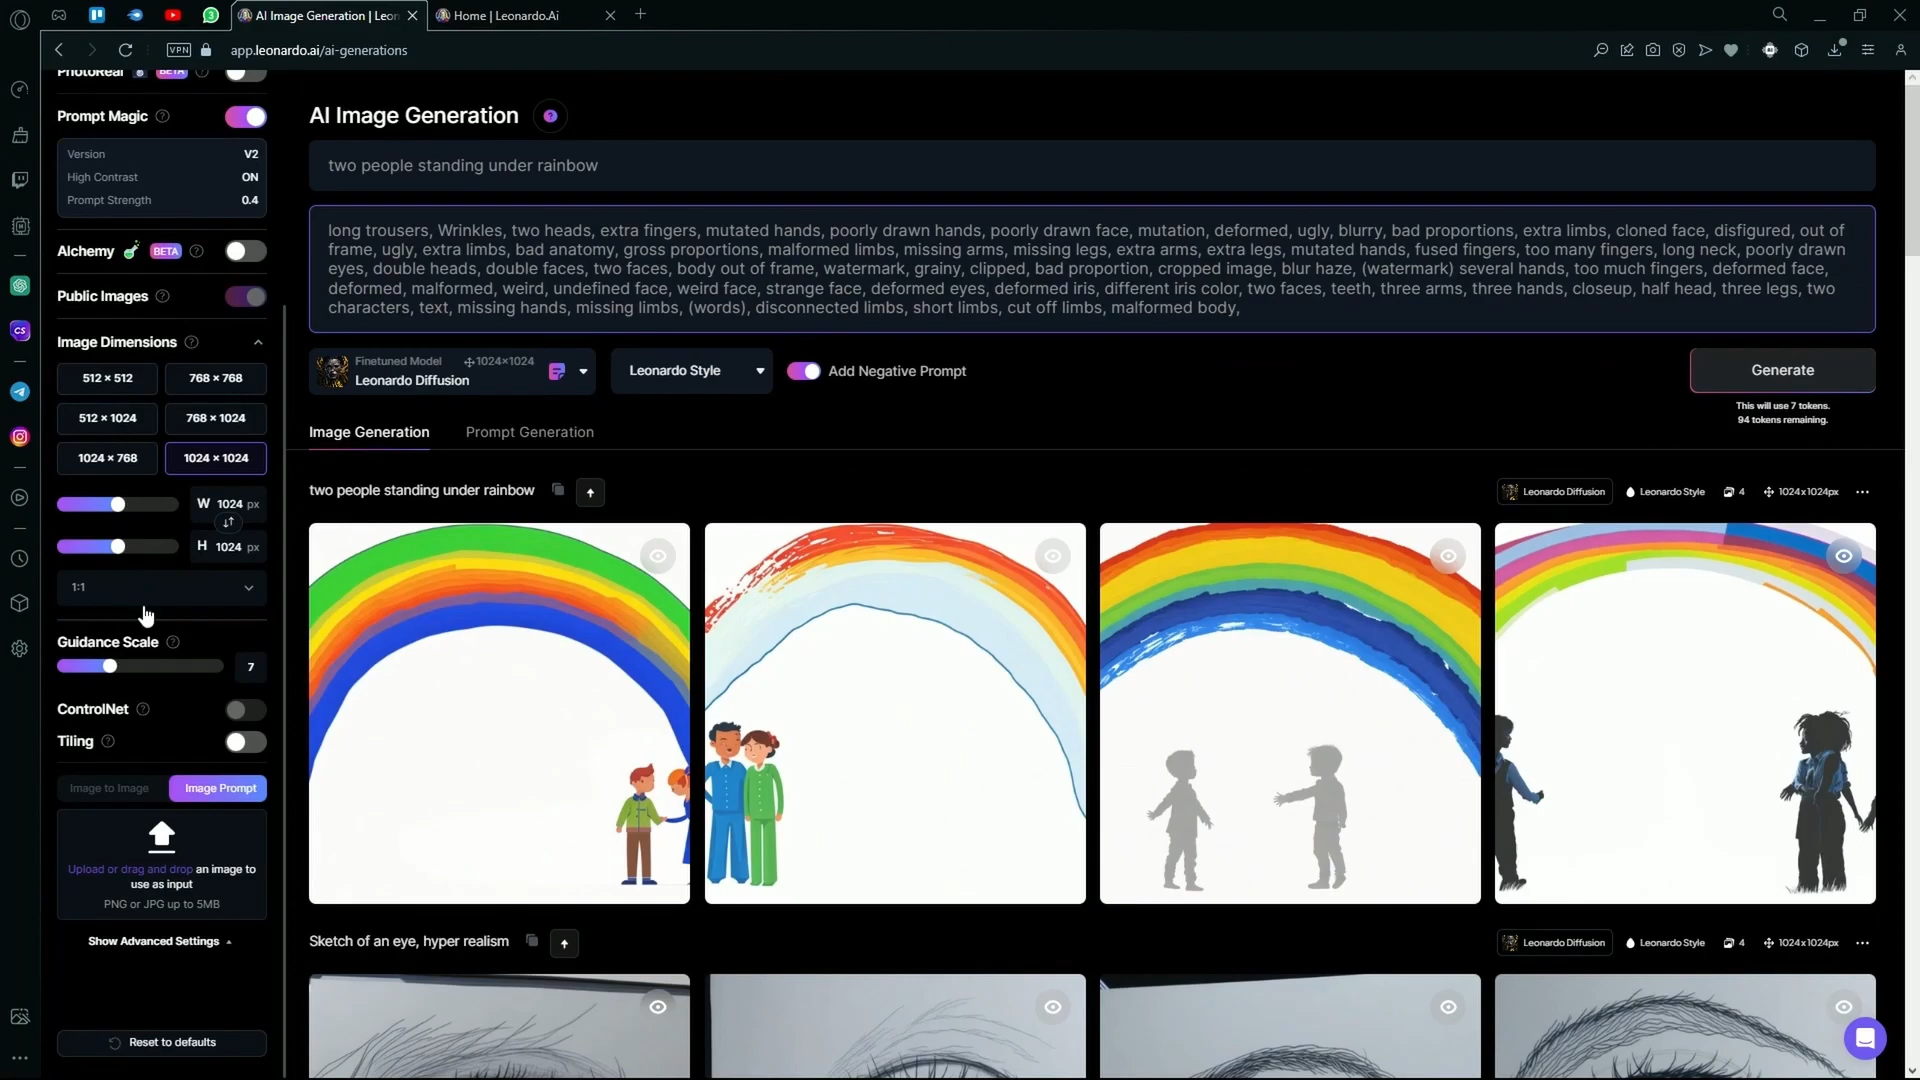 AI Image Generation | Leon
Home | Leonardo.Ai
VPN
app.leonardo.ai/ai-generations
PhotoReal BETA
Prompt Magic
Version V2
High Contrast ON
Prompt Strength 0.4
Alchemy BETA
Public Images
Image Dimensions
512 × 512 768 × 768
512 × 1024 768 × 1024
1024 × 768 1024 × 1024
W 1024 px
H 1024 px
1:1
Guidance Scale
7
ControlNet
Tiling
Image to Image Image Prompt
Upload or drag and drop an image to
use as input
PNG or JPG up to 5MB
Show Advanced Settings
Reset to defaults
AI Image Generation
two people standing under rainbow
long trousers, Wrinkles, two heads, extra fingers, mutated hands, poorly drawn hands, poorly drawn face, mutation, deformed, ugly, blurry, bad proportions, extra limbs, cloned face, disfigured, out of
frame, ugly, extra limbs, bad anatomy, gross proportions, malformed limbs, missing arms, missing legs, extra arms, extra legs, mutated hands, fused fingers, too many fingers, long neck, poorly drawn
eyes, double heads, double faces, two faces, body out of frame, watermark, grainy, clipped, bad proportion, cropped image, blur haze, (watermark) several hands, too much fingers, deformed face,
deformed, malformed, weird, undefined face, weird face, strange face, deformed eyes, deformed iris, different iris color, two faces, teeth, three arms, three hands, closeup, half head, three legs, two
characters, text, missing hands, missing limbs, (words), disconnected limbs, short limbs, cut off limbs, malformed body,
Finetuned Model 1024×1024
Leonardo Diffusion
Leonardo Style
Add Negative Prompt
Generate
This will use 7 tokens.
94 tokens remaining.
Image Generation Prompt Generation
two people standing under rainbow
Leonardo Diffusion Leonardo Style 4 1024x1024px
Sketch of an eye, hyper realism
Leonardo Diffusion Leonardo Style 4 1024x1024px